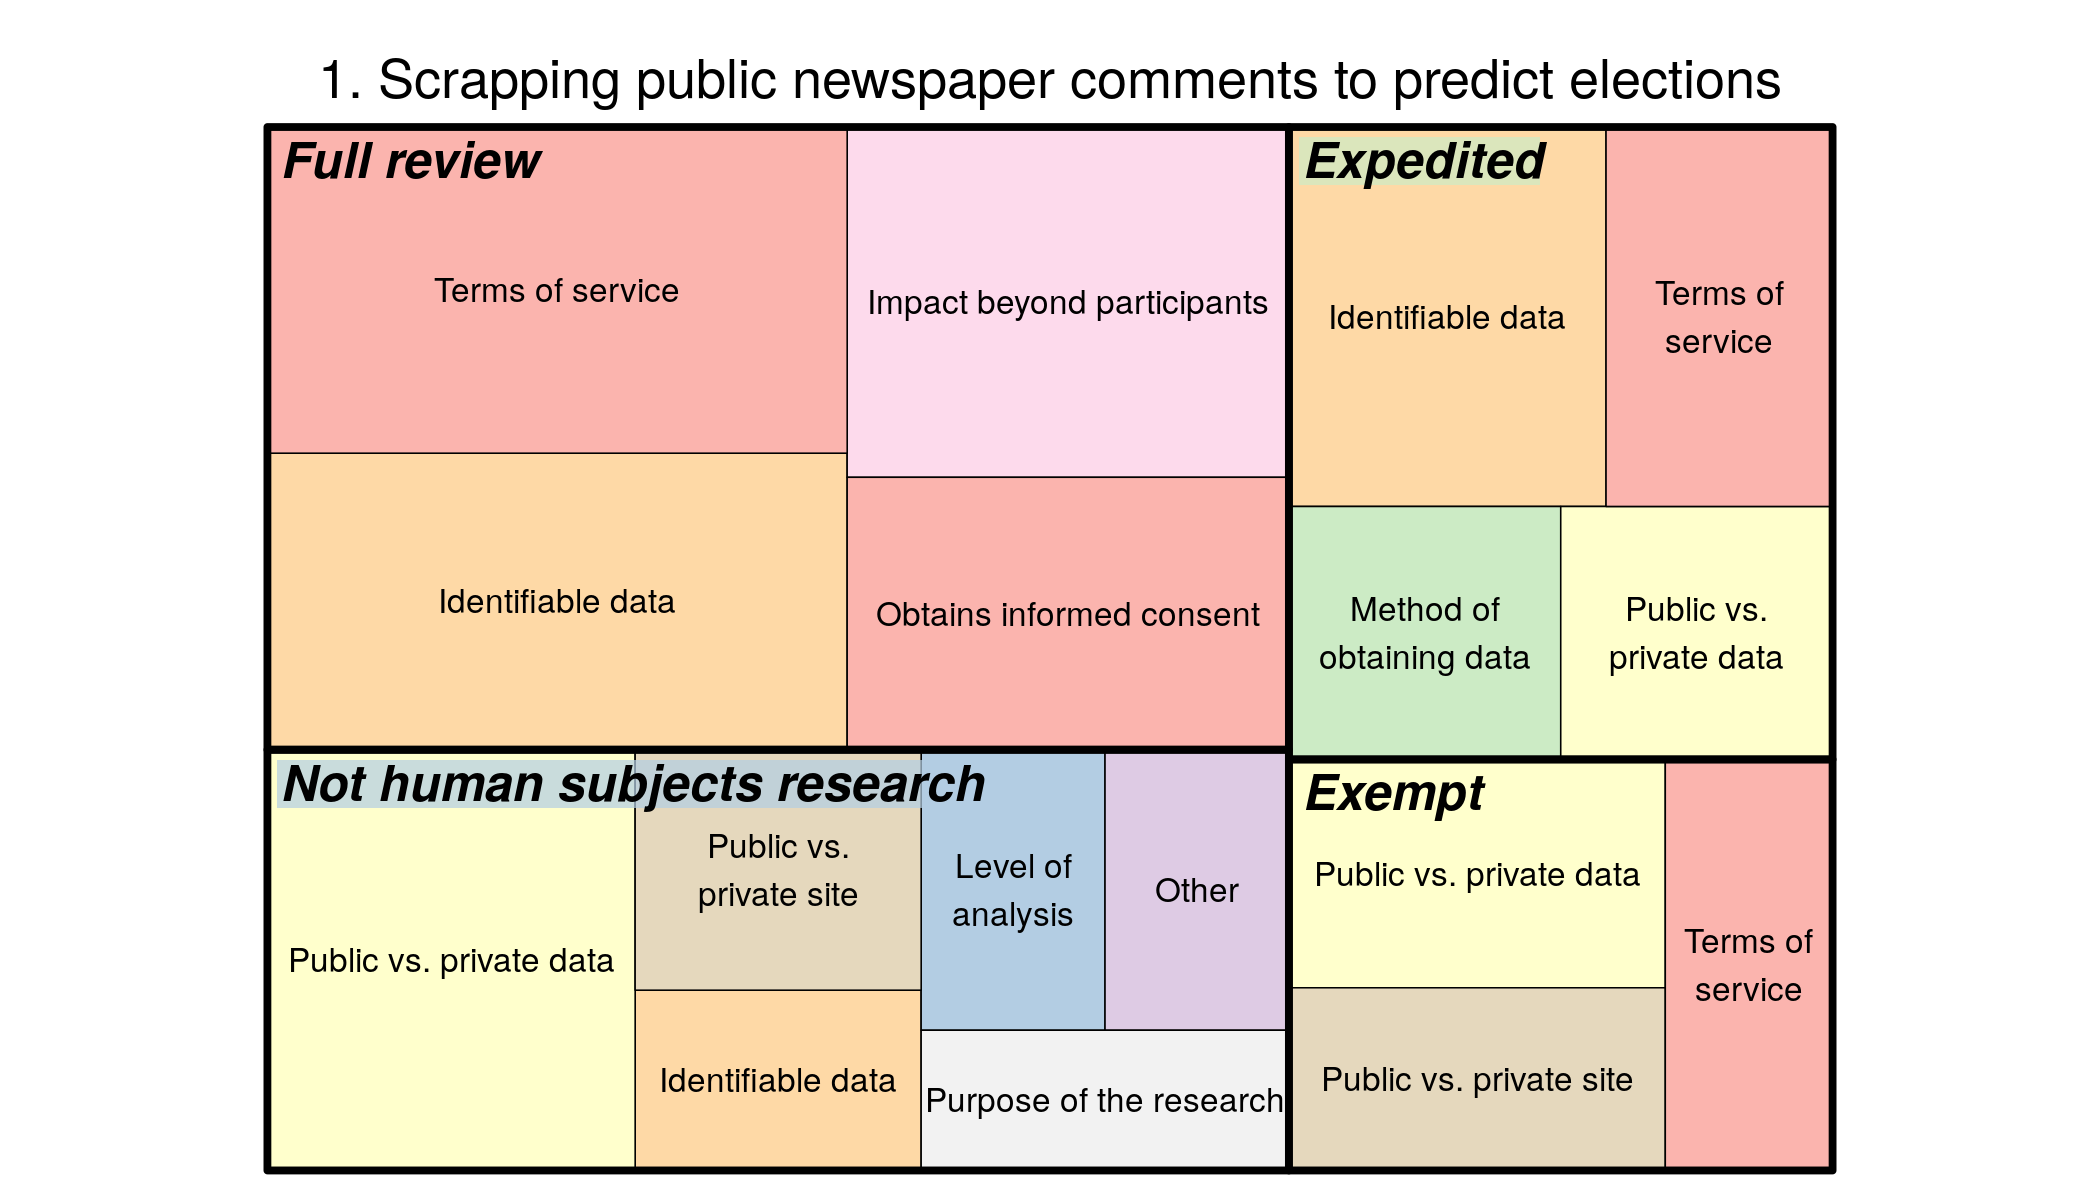 1. Scrapping public newspaper comments to predict elections
Full review
Terms of service
Impact beyond participants
Identifiable data
Obtains informed consent
Expedited
Identifiable data
Terms of
service
Method of
obtaining data
Public vs.
private data
Not human subjects research
Public vs. private data
Public vs.
private site
Identifiable data
Level of
analysis
Other
Purpose of the research
Exempt
Public vs. private data
Public vs. private site
Terms of
service